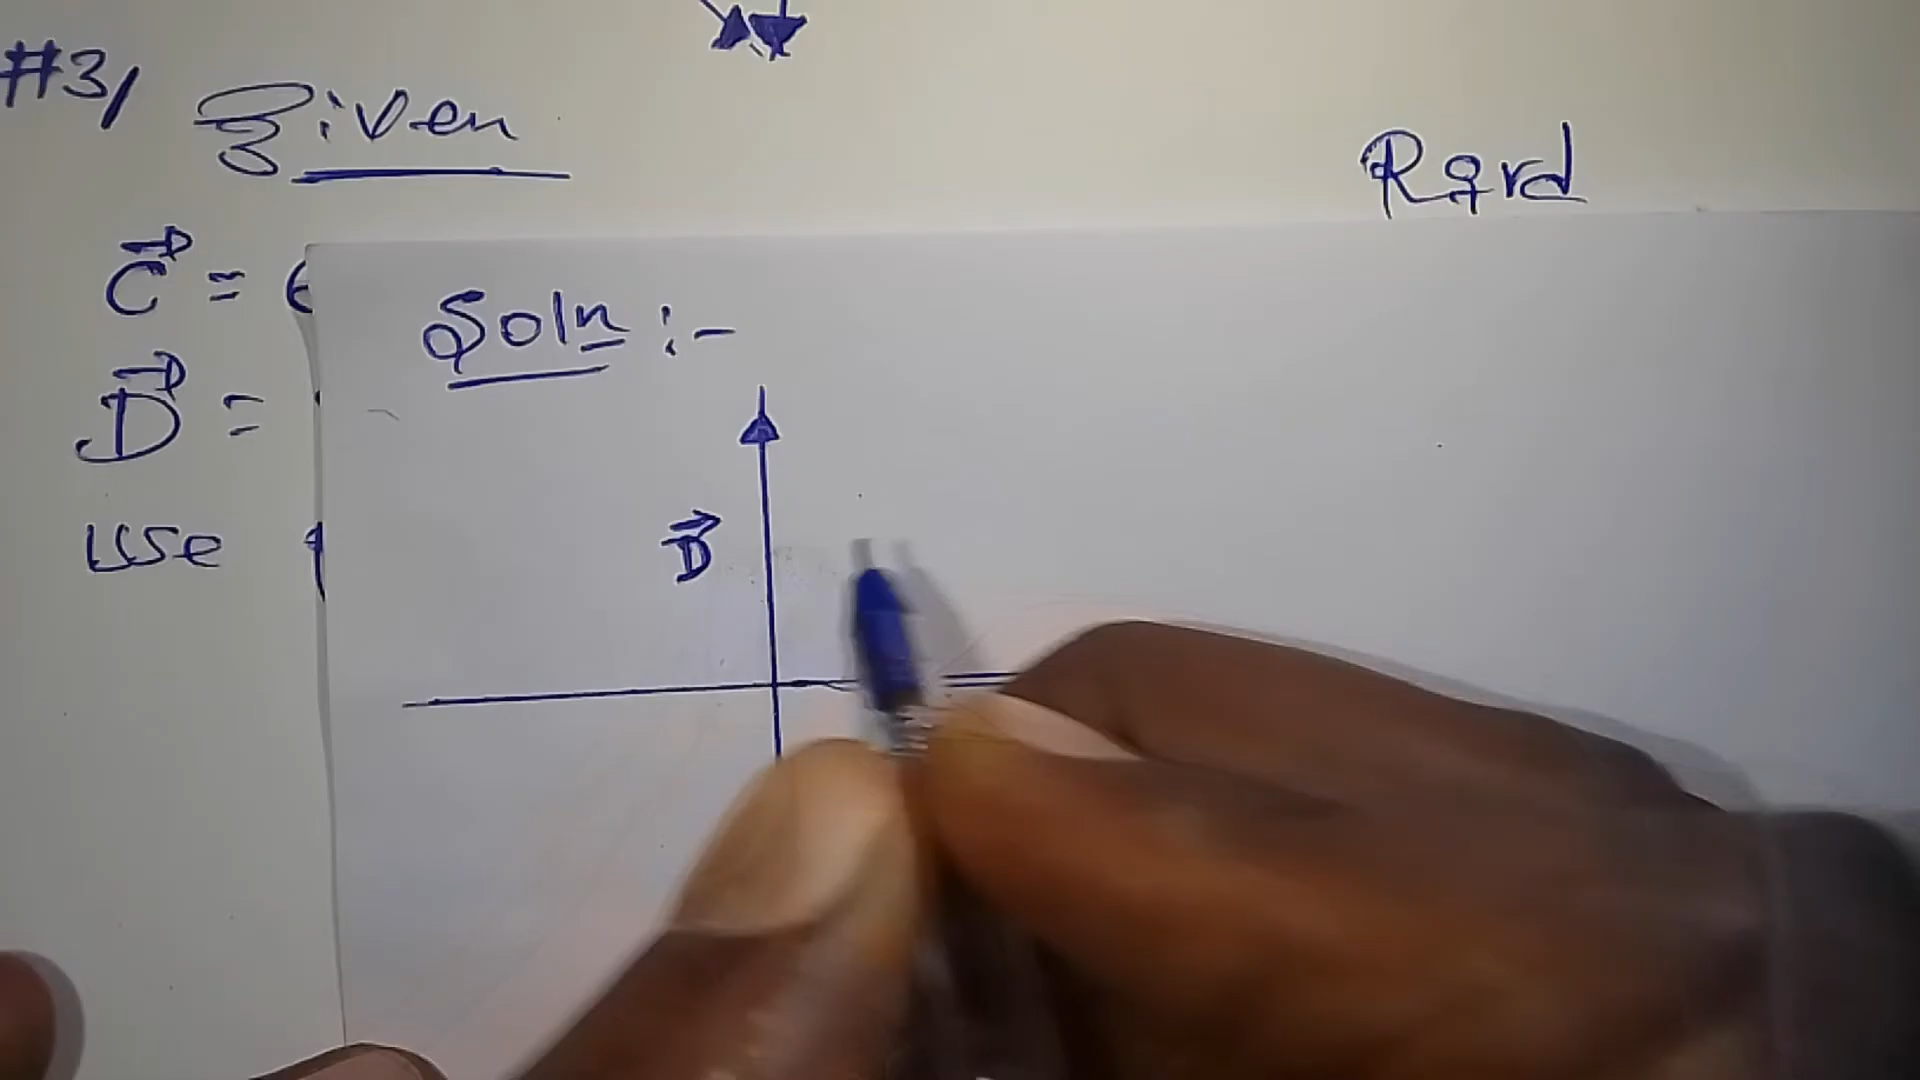 #3/ Given
Rqrd
C⃗ =
D⃗ =
use
Soln :-
D⃗